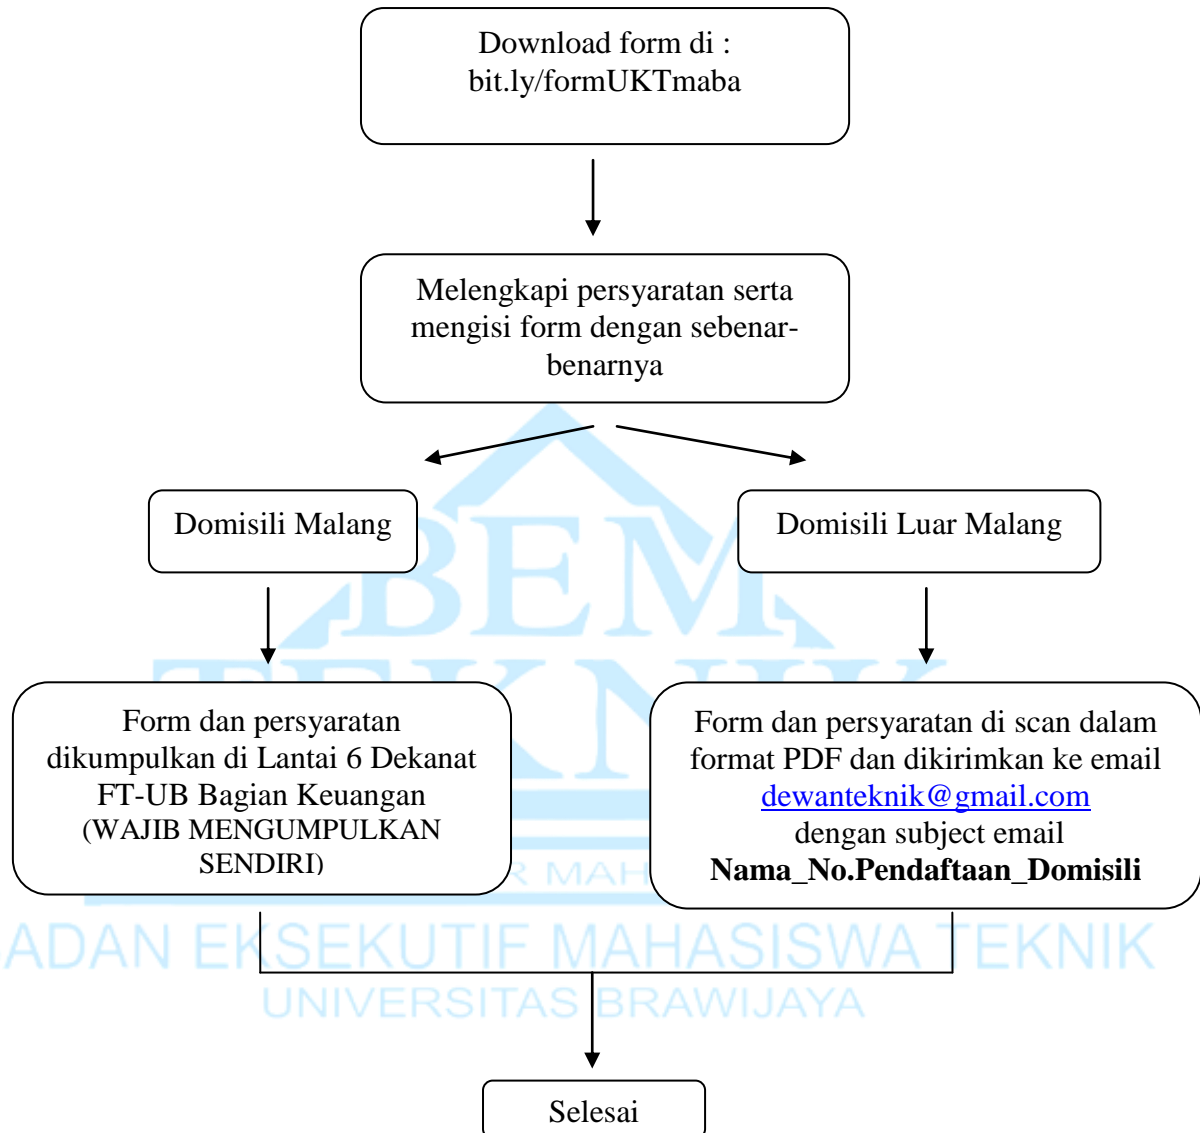 Download form di :
bit.ly/formUKTmaba
Melengkapi persyaratan serta
mengisi form dengan sebenar-
benarnya
Domisili Malang
Domisili Luar Malang
Form dan persyaratan
dikumpulkan di Lantai 6 Dekanat
FT-UB Bagian Keuangan
(WAJIB MENGUMPULKAN
SENDIRI)
Form dan persyaratan di scan dalam
format PDF dan dikirimkan ke email
dewanteknik@gmail.com
dengan subject email
Nama_No.Pendaftaan_Domisili
BEM
TEKNIK
ADAN EKSEKUTIF MAHASISWA TEKNIK
UNIVERSITAS BRAWIJAYA
Selesai